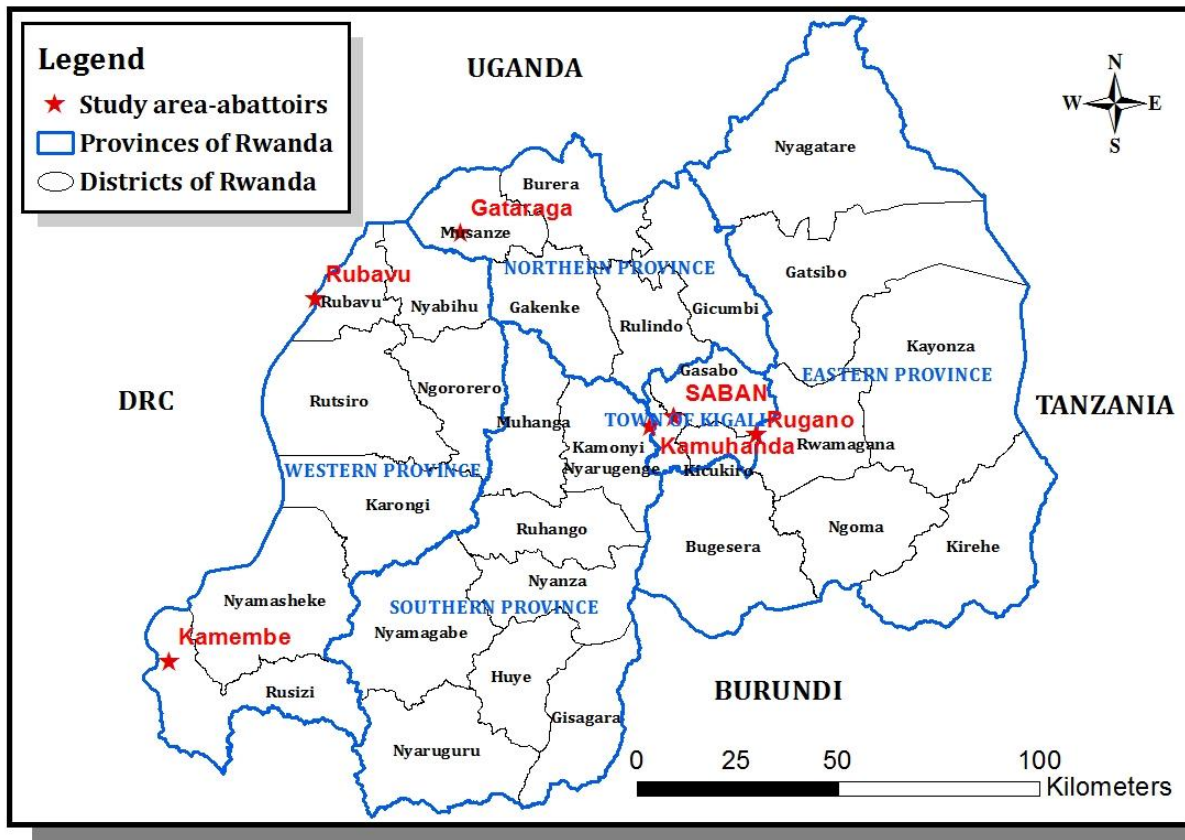 Legend
Study area-abattoirs
Provinces of Rwanda
Districts of Rwanda
UGANDA
N
W E
S
Nyagatare
Burera
Gataraga
Musanze
NORTHERN PROVINCE
Gatsibo
Rubavu
Rubavu
Nyabihu
Gakenke
Gicumbi
Rulindo
Kayonza
Gasabo
EASTERN PROVINCE
Ngororero
SABAN
DRC
Rutsiro
TANZANIA
TOWN OF KIGALI
Rugano
Muhanga
Kamonyi
Kamuhanda
Rwamagana
WESTERN PROVINCE
Nyarugenge
Kicukiro
Karongi
Ruhango
Ngoma
Bugesera
Kirehe
Nyanza
Nyamasheke
SOUTHERN PROVINCE
Nyamagabe
Kamembe
Huye
Rusizi
BURUNDI
Gisagara
Nyaruguru
0 25 50 100
Kilometers